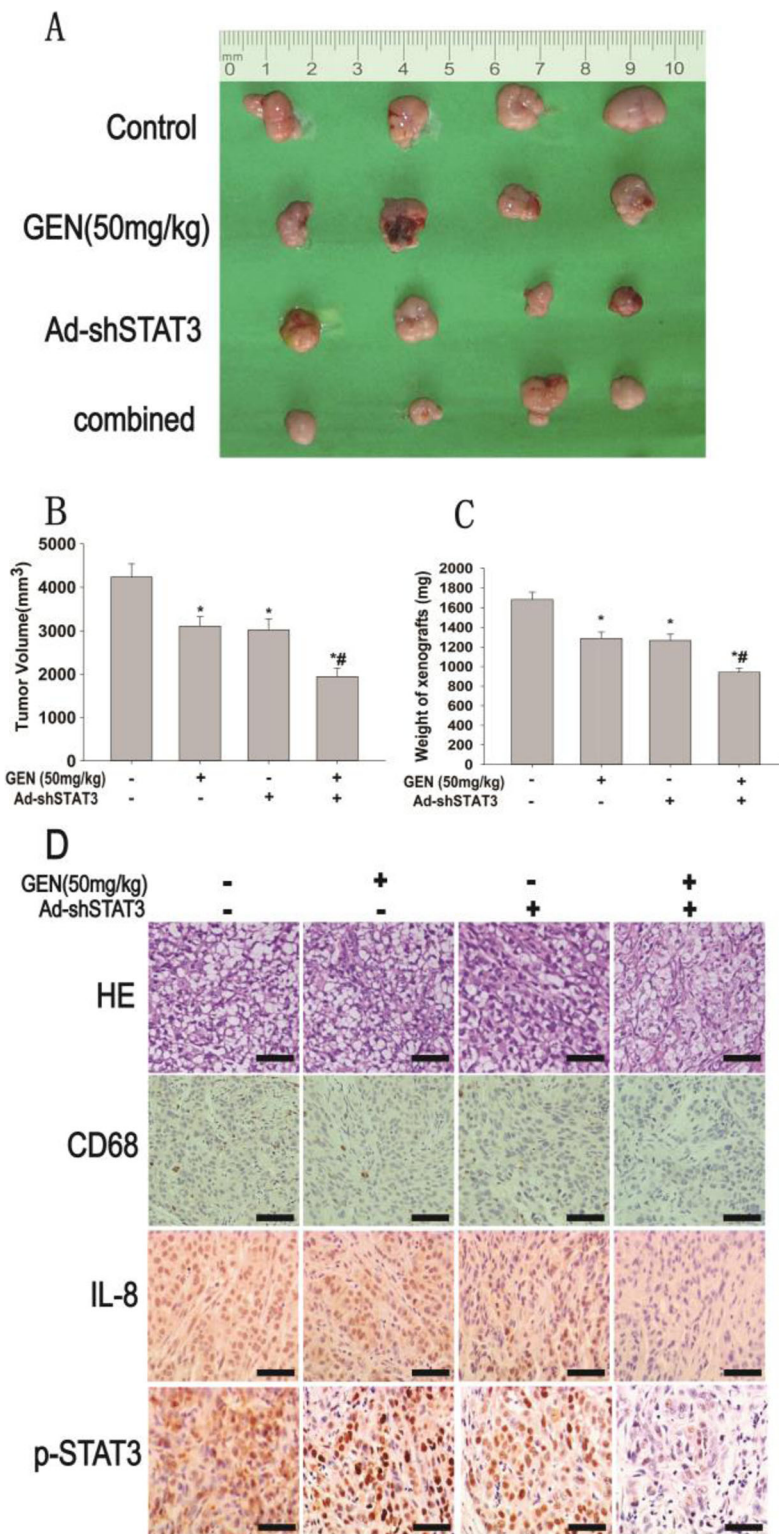 A
mm
0 1 2 3 4 5 6 7 8 9 10
Control
GEN(50mg/kg)
Ad-shSTAT3
combined
B
Tumor Volume(mm³)
5000
4000
3000
2000
1000
0
*
*
*#
GEN (50mg/kg) - + - +
Ad-shSTAT3 - - + +
C
Weight of xenografts (mg)
2000
1800
1600
1400
1200
1000
800
600
400
200
0
*
*
*#
GEN (50mg/kg) - + - +
Ad-shSTAT3 - - + +
D
GEN(50mg/kg) - + - +
Ad-shSTAT3 - - + +
HE
CD68
IL-8
p-STAT3